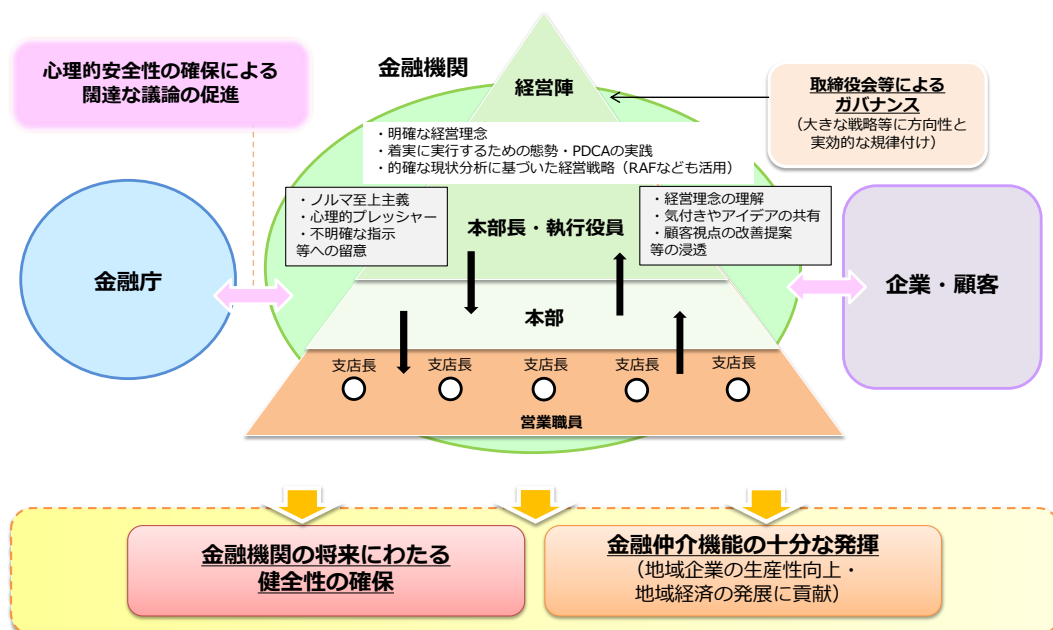 心理的安全性の確保による
闊達な議論の促進
金融機関
経営陣
取締役会等による
ガバナンス
（大きな戦略等に方向性と
実効的な規律付け）
・明確な経営理念
・着実に実行するための態勢・PDCAの実践
・的確な現状分析に基づいた経営戦略（RAFなども活用）
・ノルマ至上主義
・心理的プレッシャー
・不明確な指示
等への留意
本部長・執行役員
・経営理念の理解
・気付きやアイデアの共有
・顧客視点の改善提案
等の浸透
金融庁
企業・顧客
本部
支店長
支店長
支店長
支店長
支店長
営業職員
金融機関の将来にわたる
健全性の確保
金融仲介機能の十分な発揮
（地域企業の生産性向上・
地域経済の発展に貢献）